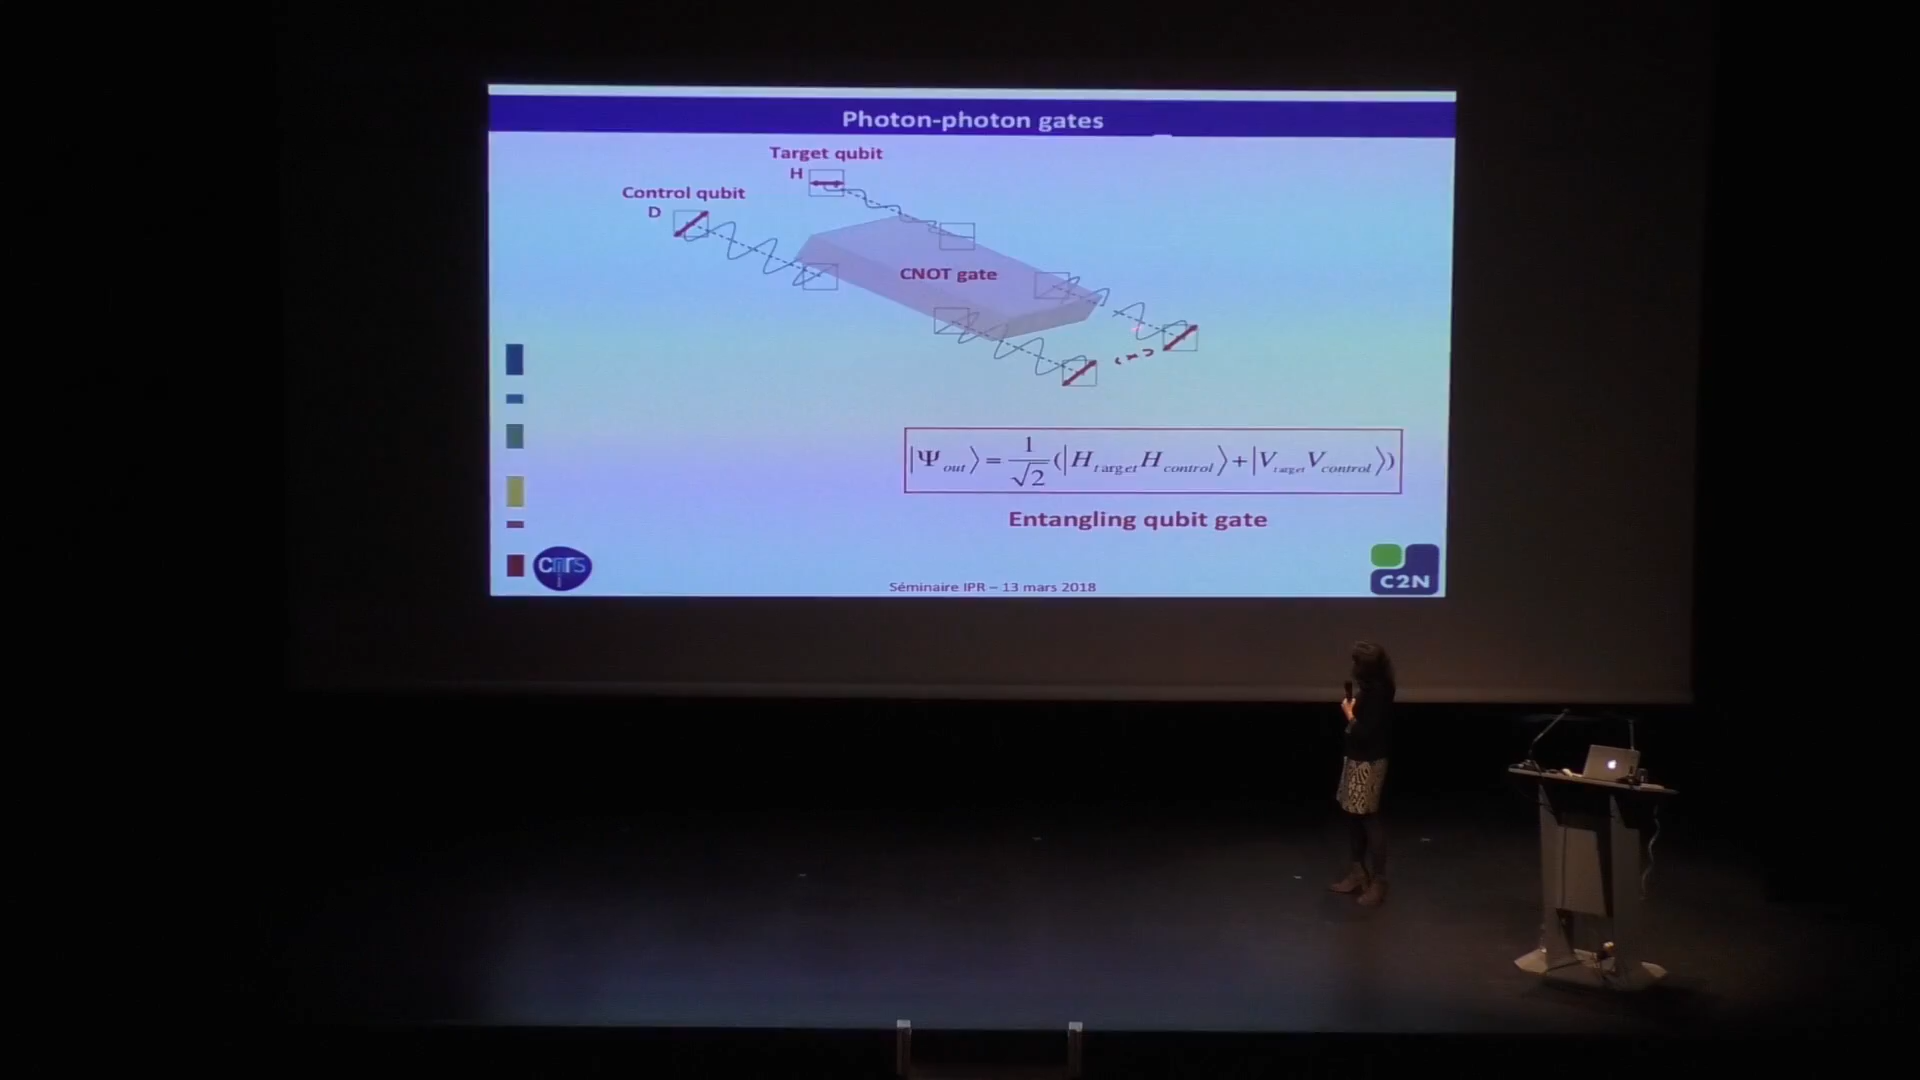 Photon-photon gates
Target qubit
H
Control qubit
D
CNOT gate
|Ψout⟩=1/√2(|HtargetHcontrol⟩+|VtargetVcontrol⟩)
Entangling qubit gate
cnrs
Séminaire IPR – 13 mars 2018
C2N